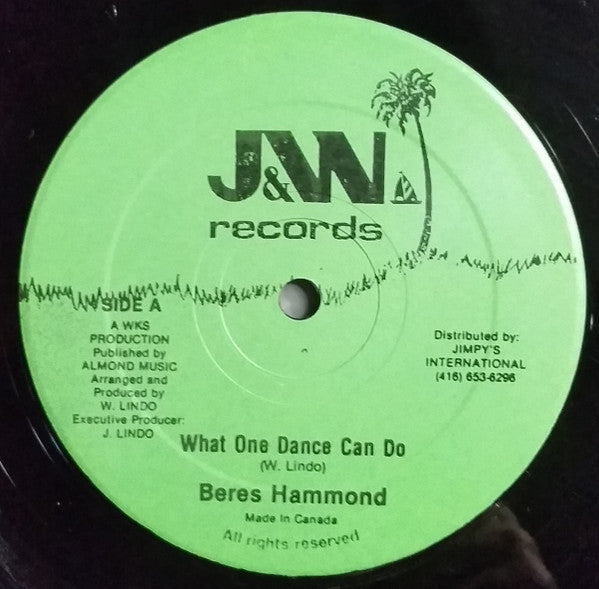 J&W
records
SIDE A
A WKS
PRODUCTION
Published by
ALMOND MUSIC
Arranged and
Produced by
W. LINDO
Executive Producer:
J. LINDO
Distributed by:
JIMPY'S
INTERNATIONAL
(416) 653-6296
What One Dance Can Do
(W. Lindo)
Beres Hammond
Made In Canada
All rights reserved